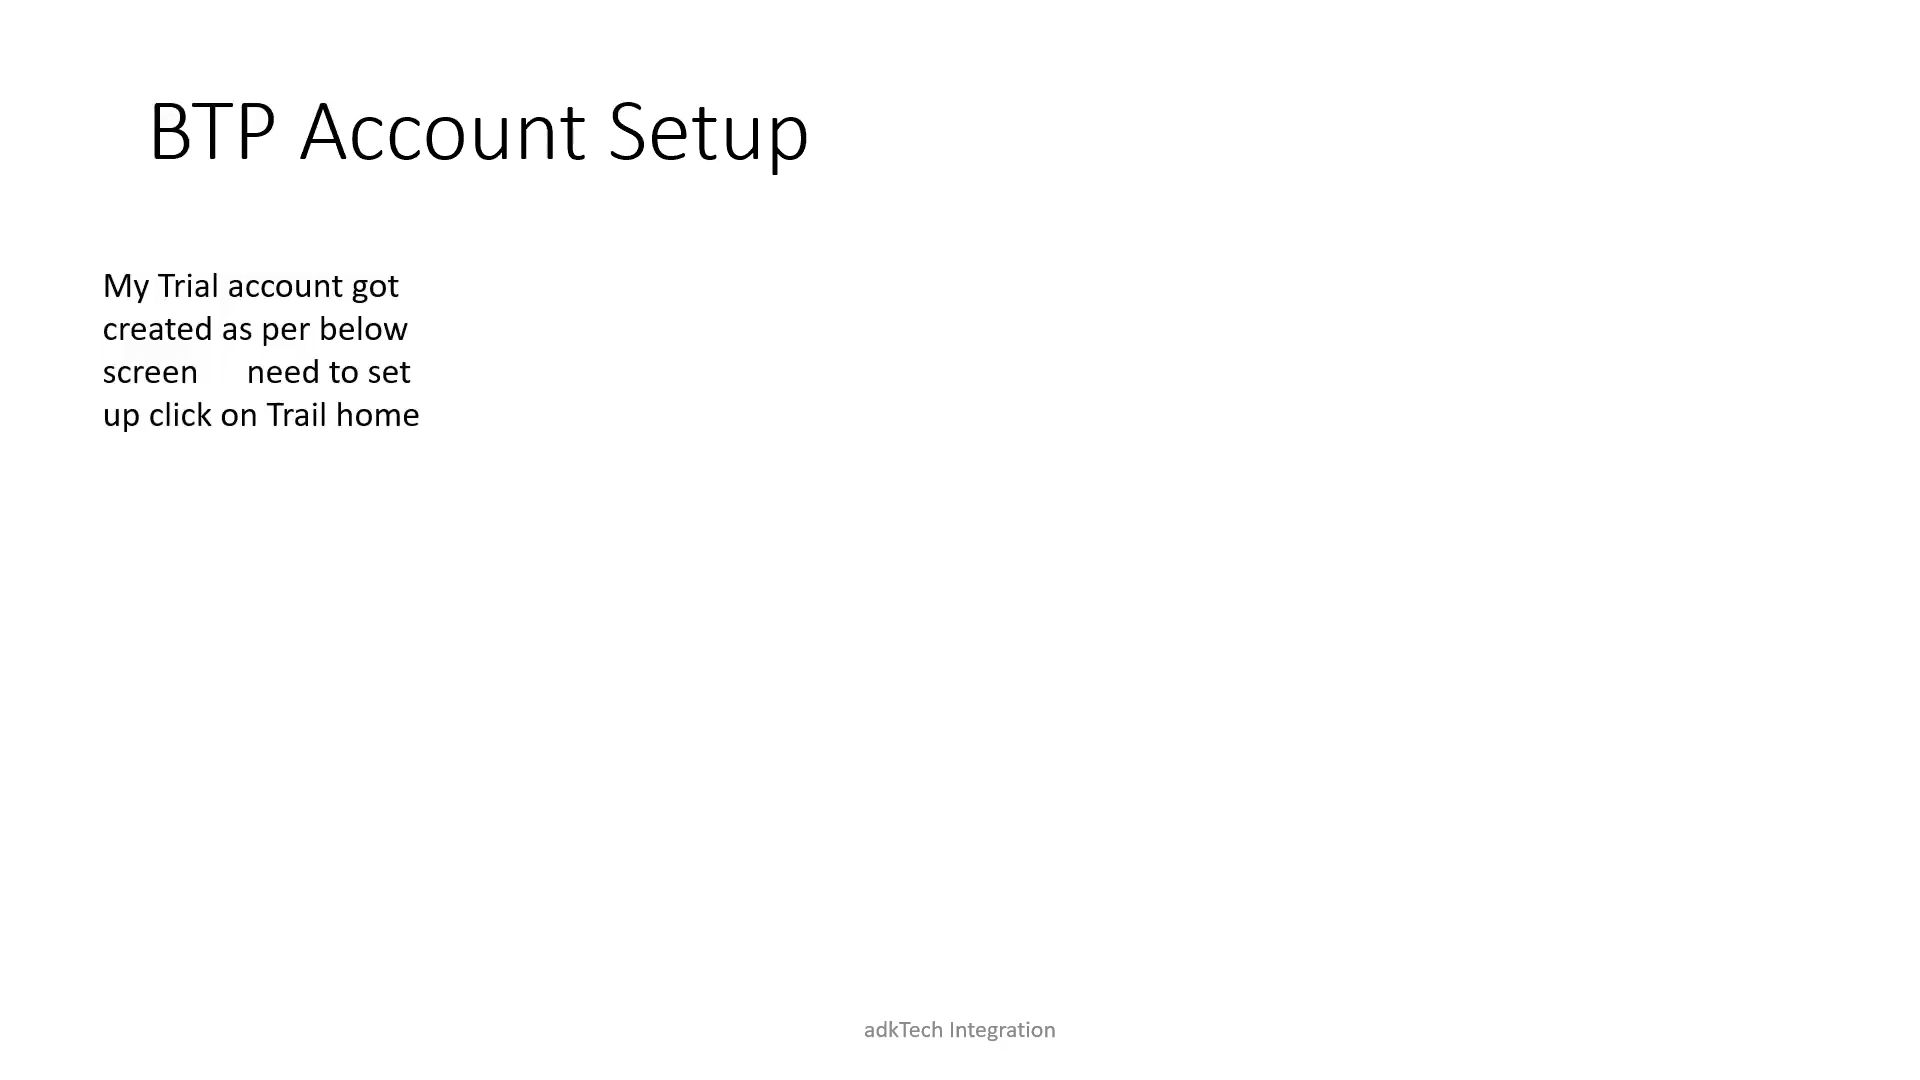 BTP Account Setup
My Trial account got
created as per below
screen need to set
up click on Trail home
adkTech Integration